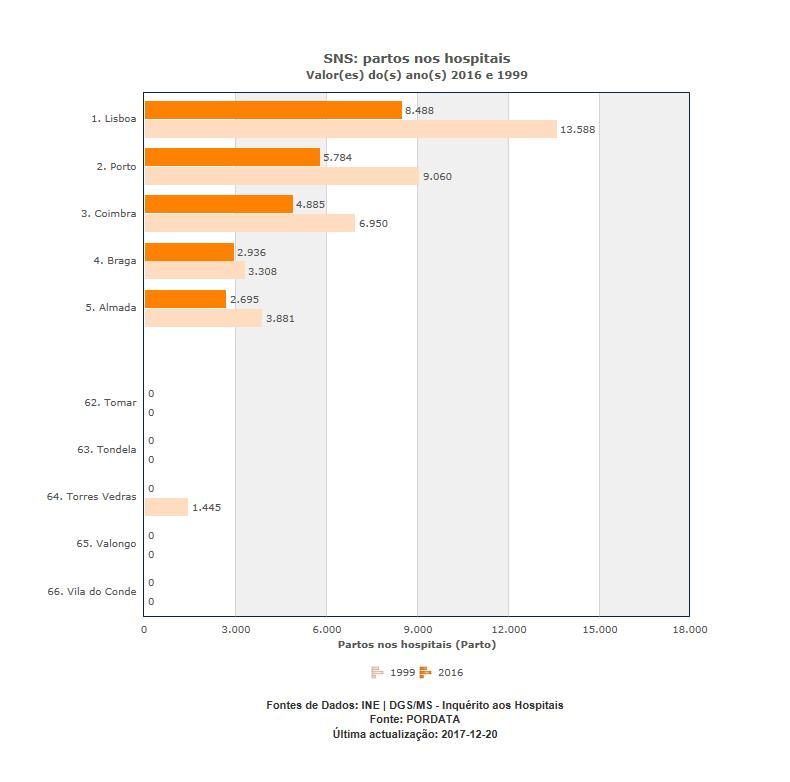 SNS: partos nos hospitais
Valor(es) do(s) ano(s) 2016 e 1999
1. Lisboa
8.488
13.588
2. Porto
5.784
9.060
3. Coimbra
4.885
6.950
4. Braga
2.936
3.308
5. Almada
2.695
3.881
62. Tomar
0
0
63. Tondela
0
0
64. Torres Vedras
0
1.445
65. Valongo
0
0
66. Vila do Conde
0
0
0 3.000 6.000 9.000 12.000 15.000 18.000
Partos nos hospitais (Parto)
1999 2016
Fontes de Dados: INE | DGS/MS - Inquérito aos Hospitais
Fonte: PORDATA
Última actualização: 2017-12-20